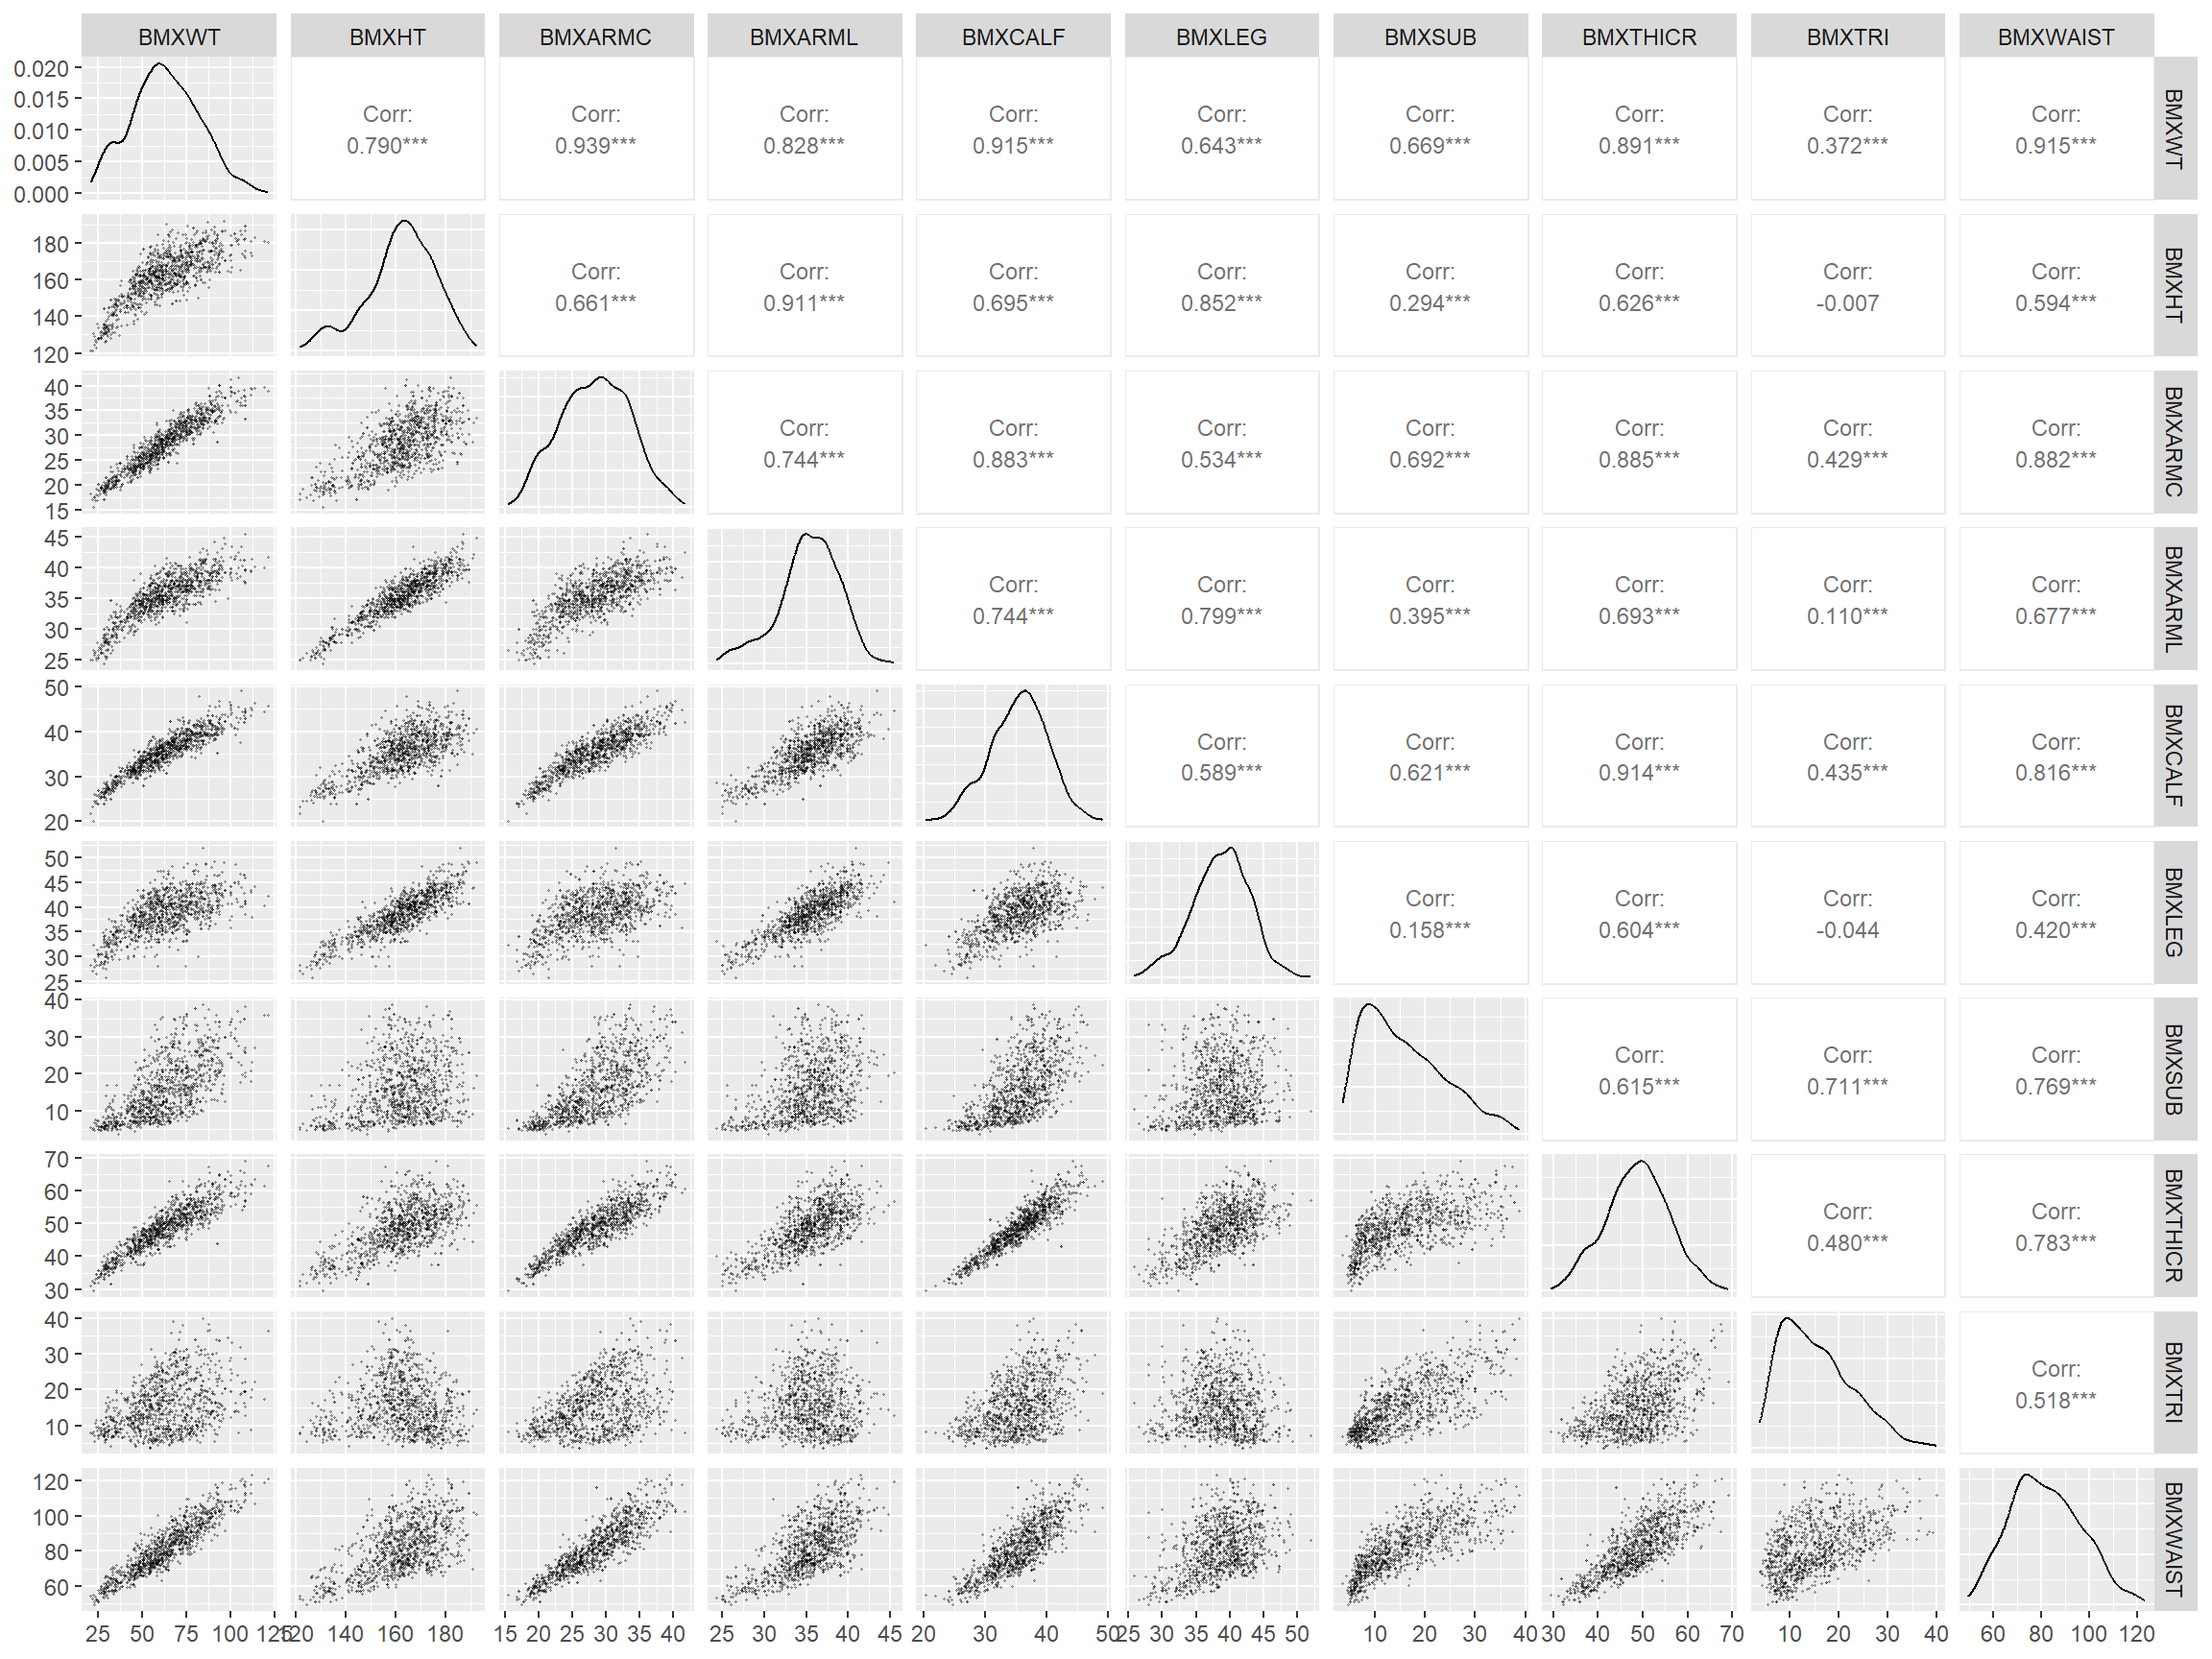 BMXWT BMXHT BMXARMC BMXARML BMXCALF BMXLEG BMXSUB BMXTHICR BMXTRI BMXWAIST
0.020
0.015
0.010
0.005
0.000
Corr: Corr: Corr: Corr: Corr: Corr: Corr: Corr: Corr:
0.790*** 0.939*** 0.828*** 0.915*** 0.643*** 0.669*** 0.891*** 0.372*** 0.915***
BMXWT
180
160
140
120
Corr: Corr: Corr: Corr: Corr: Corr: Corr: Corr:
0.661*** 0.911*** 0.695*** 0.852*** 0.294*** 0.626*** -0.007 0.594***
BMXHT
40
35
30
25
20
15
Corr: Corr: Corr: Corr: Corr: Corr: Corr:
0.744*** 0.883*** 0.534*** 0.692*** 0.885*** 0.429*** 0.882***
BMXARMC
45
40
35
30
25
Corr: Corr: Corr: Corr: Corr: Corr:
0.744*** 0.799*** 0.395*** 0.693*** 0.110*** 0.677***
BMXARML
50
40
30
20
Corr: Corr: Corr: Corr: Corr:
0.589*** 0.621*** 0.914*** 0.435*** 0.816***
BMXCALF
50
45
40
35
30
25
Corr: Corr: Corr: Corr:
0.158*** 0.604*** -0.044 0.420***
BMXLEG
40
30
20
10
Corr: Corr: Corr:
0.615*** 0.711*** 0.769***
BMXSUB
70
60
50
40
30
Corr: Corr:
0.480*** 0.783***
BMXTHICR
40
30
20
10
Corr:
0.518***
BMXTRI
120
100
80
60
BMXWAIST
25 50 75 100 125 120 140 160 180 15 20 25 30 35 40 25 30 35 40 45 20 30 40 50 25 30 35 40 45 50 10 20 30 40 30 40 50 60 70 10 20 30 40 60 80 100 120